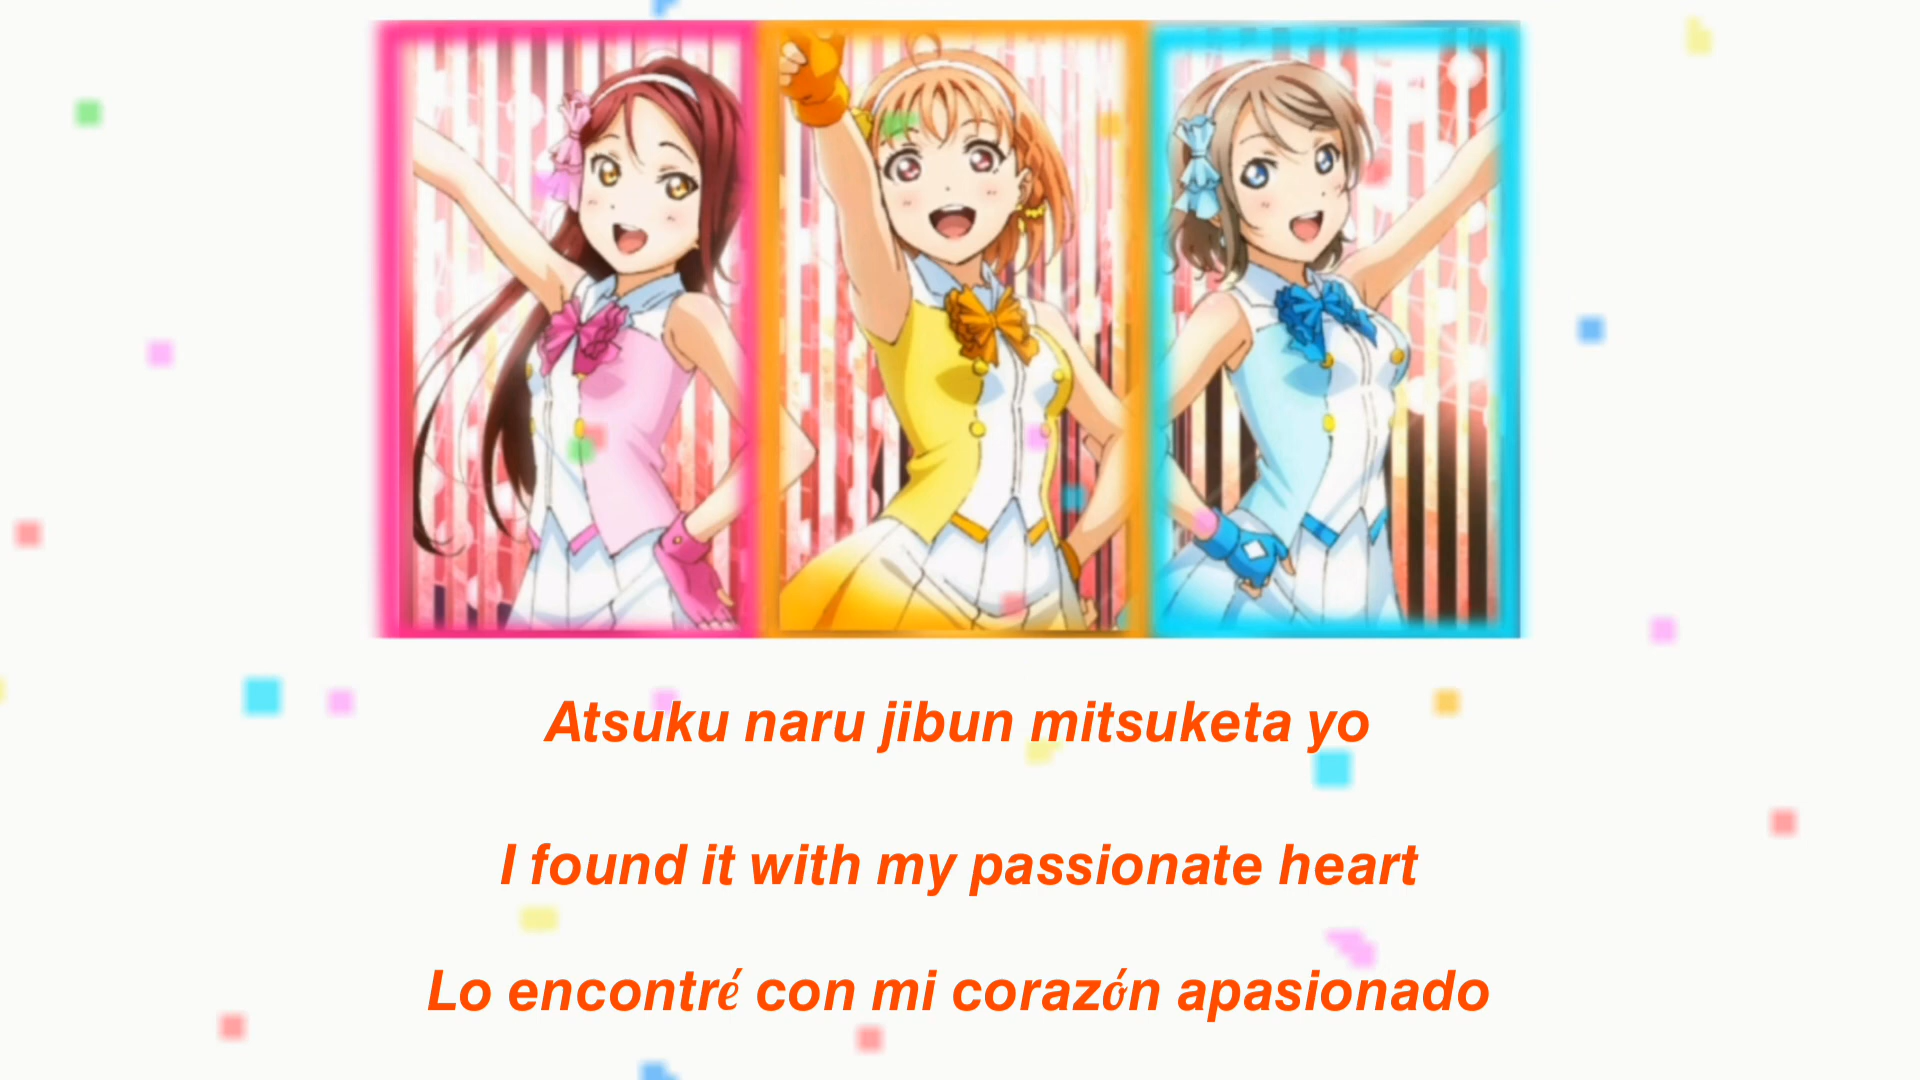 Atsuku naru jibun mitsuketa yo
I found it with my passionate heart
Lo encontré con mi corazón apasionado